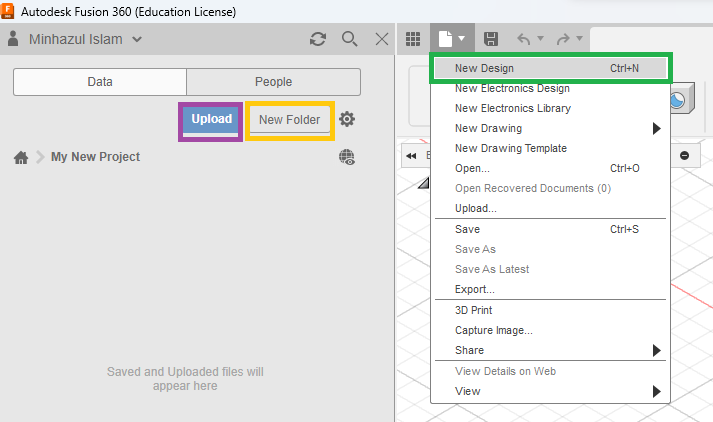 Autodesk Fusion 360 (Education License)
Minhazul Islam
Data People
Upload New Folder
My New Project
Saved and Uploaded files will
appear here
New Design Ctrl+N
New Electronics Design
New Electronics Library
New Drawing
New Drawing Template
Open... Ctrl+O
Open Recovered Documents (0)
Upload...
Save Ctrl+S
Save As
Save As Latest
Export...
3D Print
Capture Image...
Share
View Details on Web
View